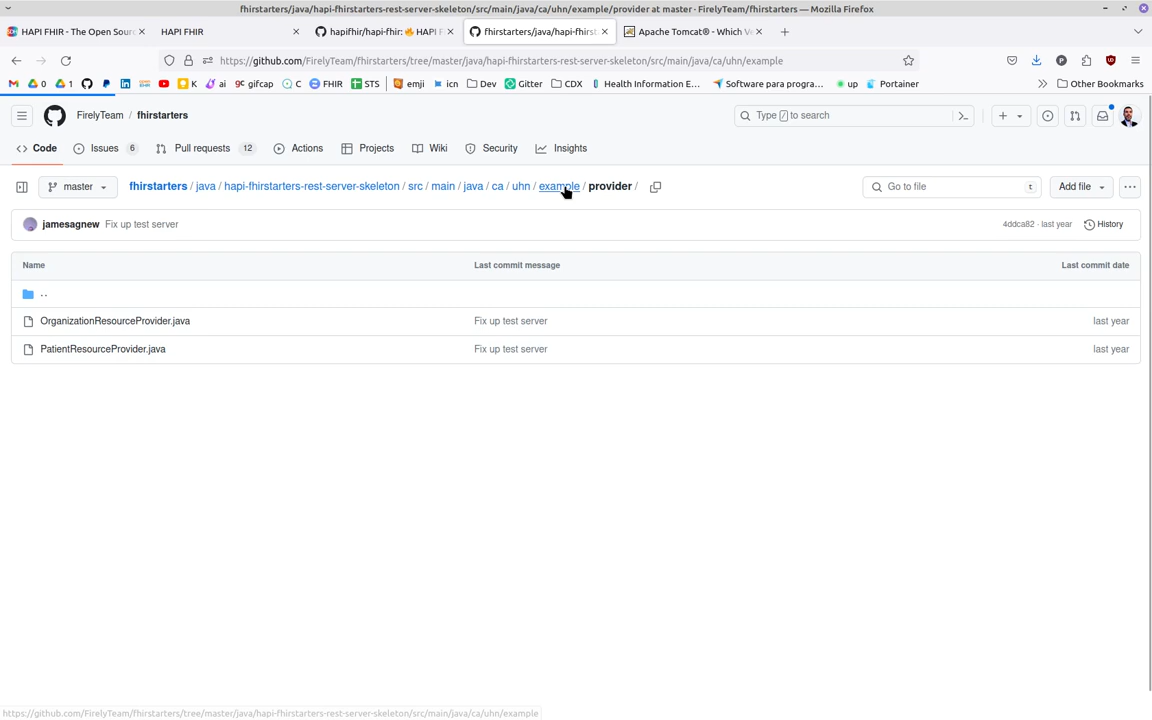 fhirstarters/java/hapi-fhirstarters-rest-server-skeleton/src/main/java/ca/uhn/example/provider at master · FirelyTeam/fhirstarters — Mozilla Firefox
HAPI FHIR - The Open Sourc
HAPI FHIR
hapifhir/hapi-fhir: 🔥 HAPI F
fhirstarters/java/hapi-fhirst
Apache Tomcat® - Which Ve
https://github.com/FirelyTeam/fhirstarters/tree/master/java/hapi-fhirstarters-rest-server-skeleton/src/main/java/ca/uhn/example
0 1 K ai gifcap C FHIR STS emji icn Dev Gitter CDX Health Information E… Software para progra… up Portainer Other Bookmarks
FirelyTeam / fhirstarters
Type / to search
Code Issues 6 Pull requests 12 Actions Projects Wiki Security Insights
master
fhirstarters / java / hapi-fhirstarters-rest-server-skeleton / src / main / java / ca / uhn / example / provider /
Go to file t
Add file
jamesagnew Fix up test server
4ddca82 · last year History
Name Last commit message Last commit date
..
OrganizationResourceProvider.java Fix up test server last year
PatientResourceProvider.java Fix up test server last year
https://github.com/FirelyTeam/fhirstarters/tree/master/java/hapi-fhirstarters-rest-server-skeleton/src/main/java/ca/uhn/example